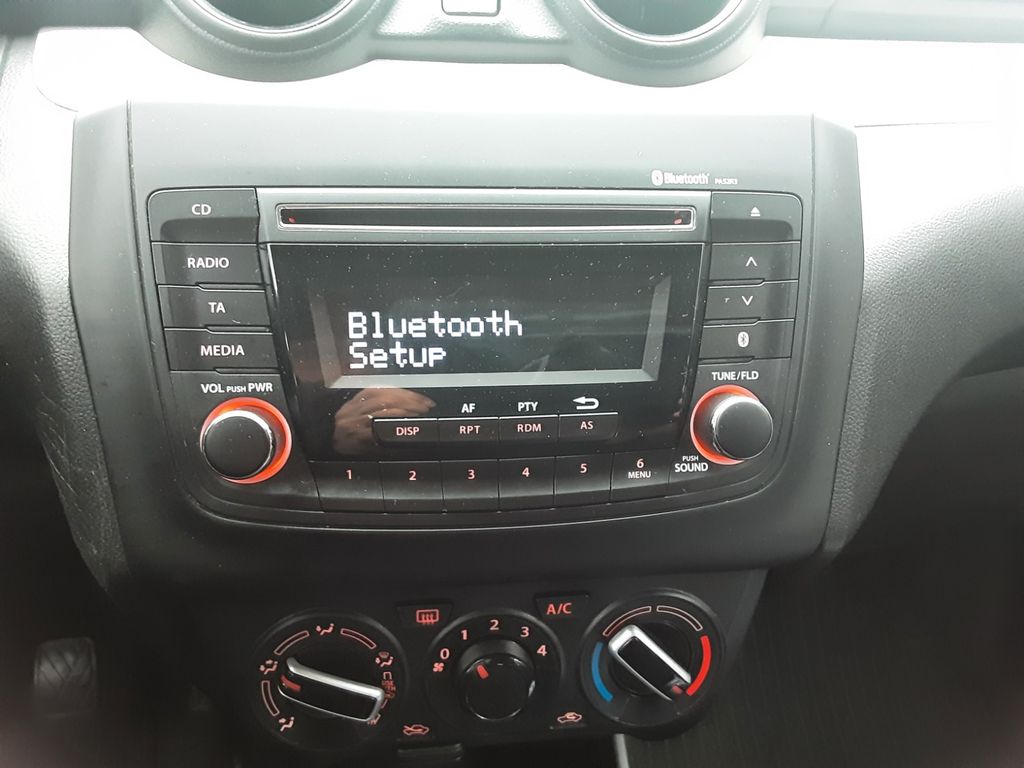 Bluetooth PA52R3
CD
RADIO
TA
MEDIA
VOL PUSH PWR
Bluetooth
Setup
TUNE/FLD
AF PTY
DISP RPT RDM AS
1 2 3 4 5 6
MENU
PUSH
SOUND
A/C
0 1 2 3 4